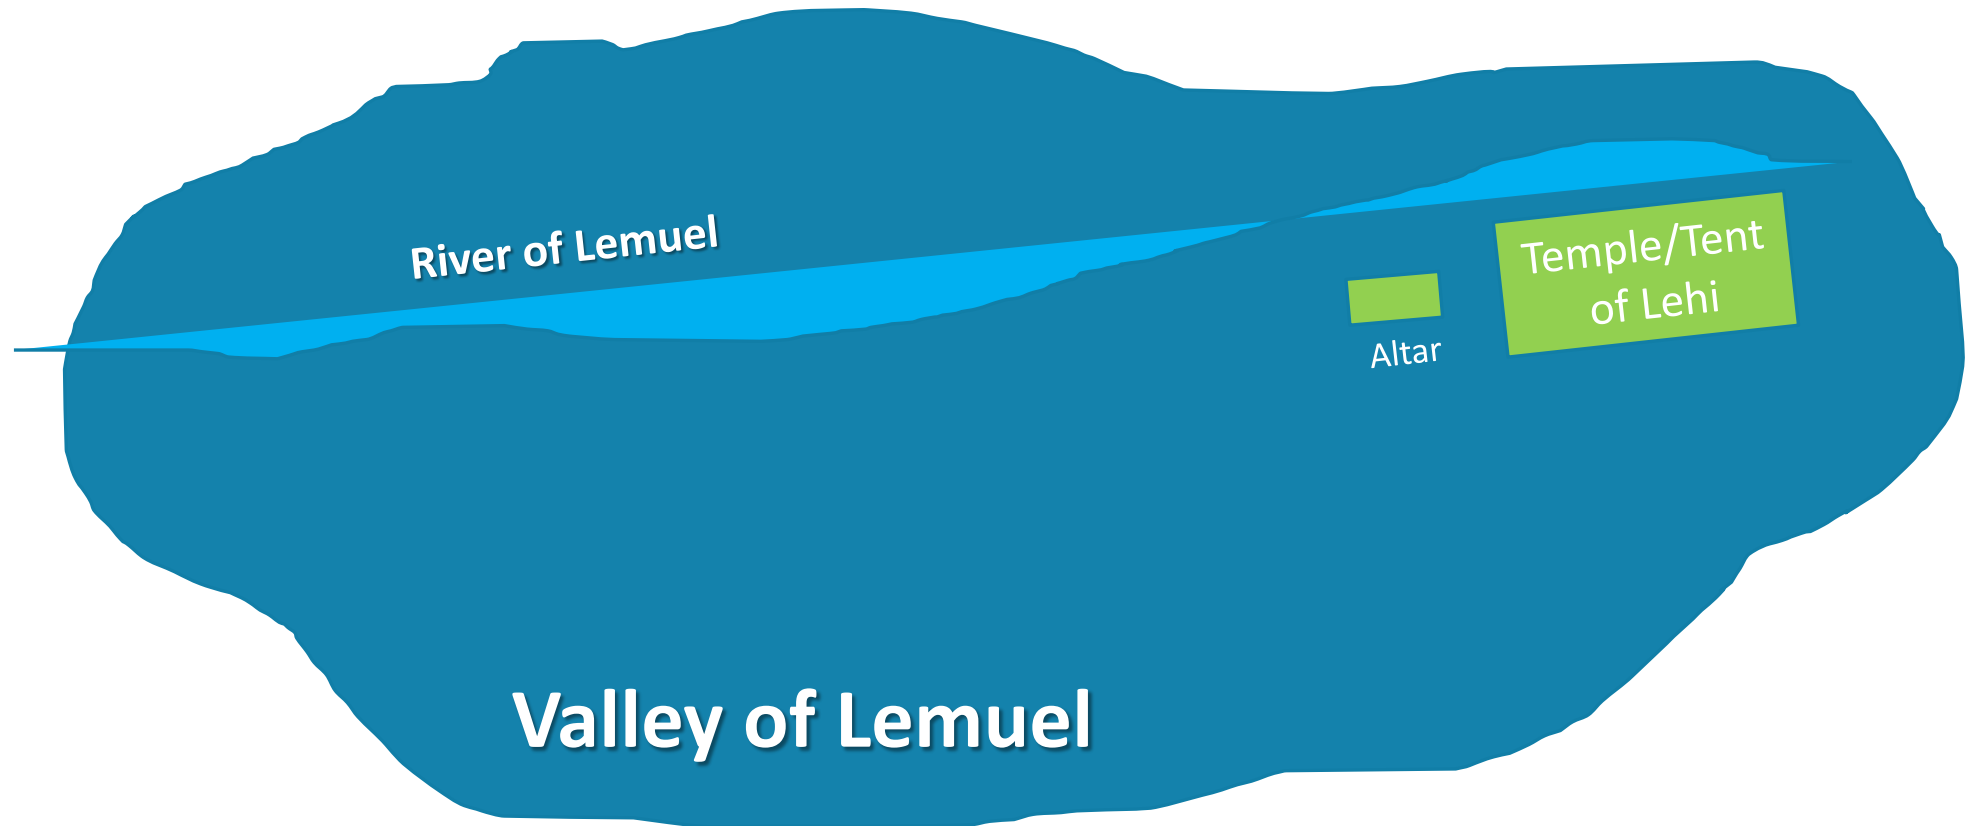 River of Lemuel
Temple/Tent
of Lehi
Altar
Valley of Lemuel